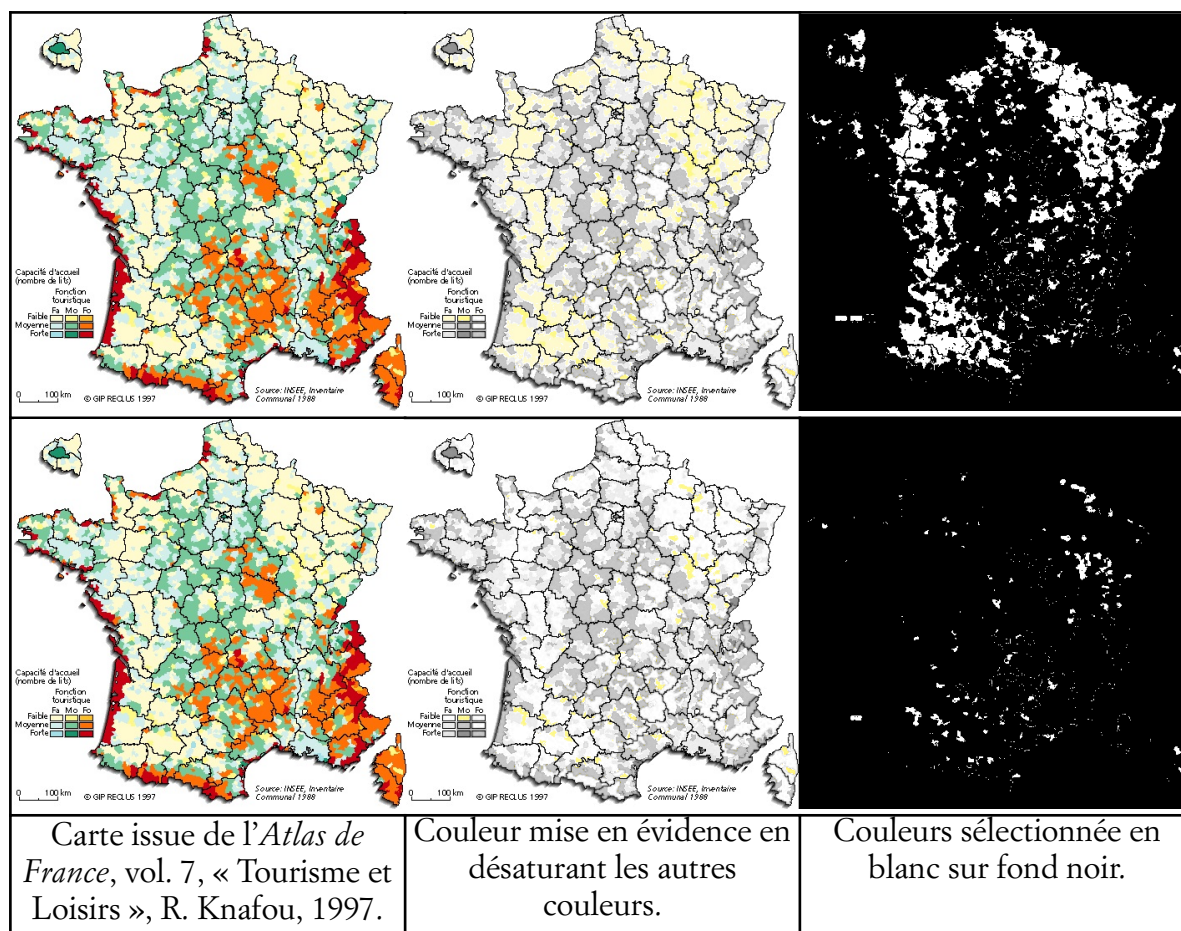 Capacité d'accueil
(nombre de lits)
Fonction
touristique
Fa Mo Fo
Faible
Moyenne
Forte
0 100 km
© GIP RECLUS 1997
Source: INSEE, Inventaire
Communal 1988
Capacité d'accueil
(nombre de lits)
Fonction
touristique
Fa Mo Fo
Faible
Moyenne
Forte
0 100 km
© GIP RECLUS 1997
Source: INSEE, Inventaire
Communal 1988
Capacité d'accueil
(nombre de lits)
Fonction
touristique
Fa Mo Fo
Faible
Moyenne
Forte
0 100 km
© GIP RECLUS 1997
Source: INSEE, Inventaire
Communal 1988
Capacité d'accueil
(nombre de lits)
Fonction
touristique
Fa Mo Fo
Faible
Moyenne
Forte
0 100 km
© GIP RECLUS 1997
Source: INSEE, Inventaire
Communal 1988
Carte issue de l'Atlas de
France, vol. 7, « Tourisme et
Loisirs », R. Knafou, 1997.
Couleur mise en évidence en
désaturant les autres
couleurs.
Couleurs sélectionnée en
blanc sur fond noir.